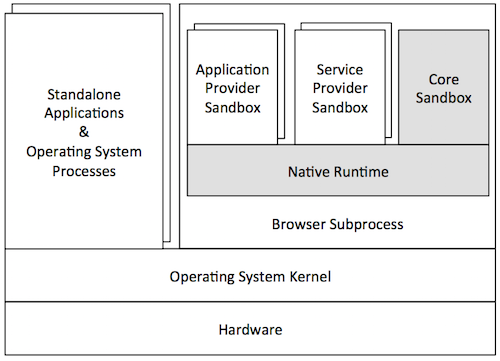 Standalone
Applications
&
Operating System
Processes
Application
Provider
Sandbox
Service
Provider
Sandbox
Core
Sandbox
Native Runtime
Browser Subprocess
Operating System Kernel
Hardware